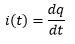 i(t) = dq/dt